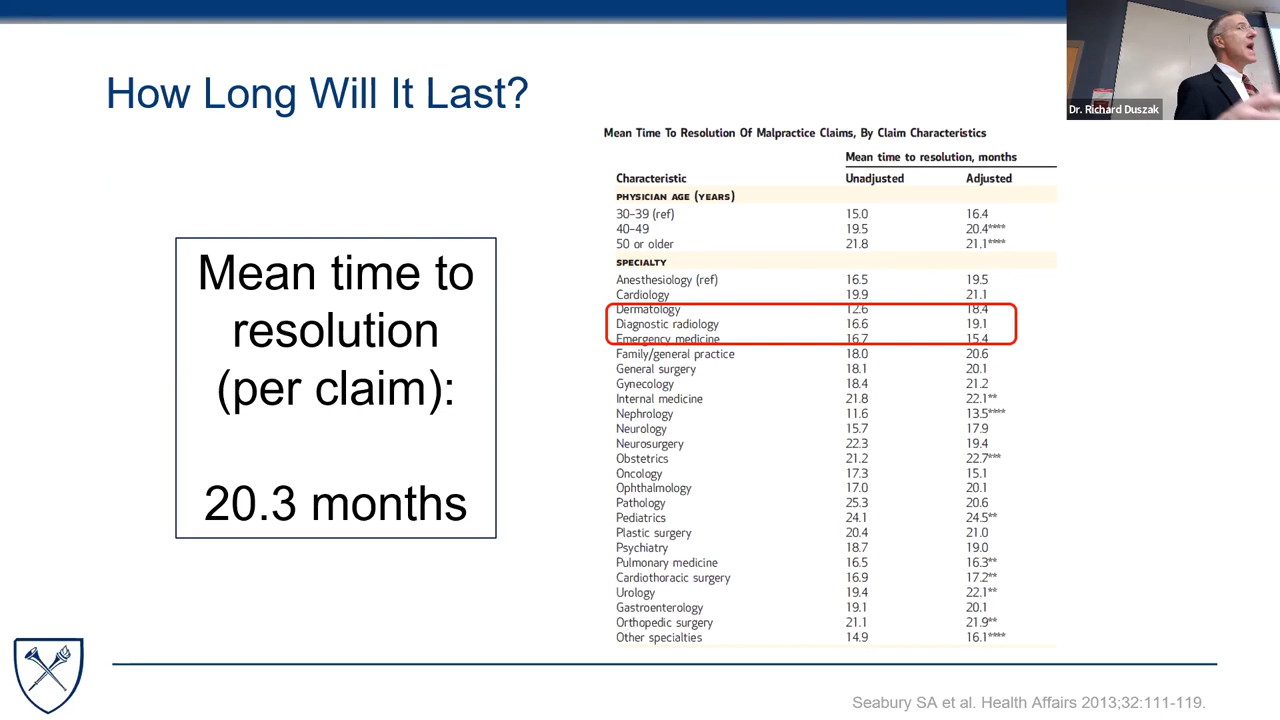 How Long Will It Last?
Dr. Richard Duszak
Mean time to
resolution
(per claim):
20.3 months
Mean Time To Resolution Of Malpractice Claims, By Claim Characteristics
Mean time to resolution, months
Characteristic Unadjusted Adjusted
PHYSICIAN AGE (YEARS)
30–39 (ref) 15.0 16.4
40–49 19.5 20.4****
50 or older 21.8 21.1****
SPECIALTY
Anesthesiology (ref) 16.5 19.5
Cardiology 19.9 21.1
Dermatology 12.6 18.4
Diagnostic radiology 16.6 19.1
Emergency medicine 16.7 15.4
Family/general practice 18.0 20.6
General surgery 18.1 20.1
Gynecology 18.4 21.2
Internal medicine 21.8 22.1**
Nephrology 11.6 13.5****
Neurology 15.7 17.9
Neurosurgery 22.3 19.4
Obstetrics 21.2 22.7***
Oncology 17.3 15.1
Ophthalmology 17.0 20.1
Pathology 25.3 20.6
Pediatrics 24.1 24.5**
Plastic surgery 20.4 21.0
Psychiatry 18.7 19.0
Pulmonary medicine 16.5 16.3**
Cardiothoracic surgery 16.9 17.2**
Urology 19.4 22.1**
Gastroenterology 19.1 20.1
Orthopedic surgery 21.1 21.9**
Other specialties 14.9 16.1****
Seabury SA et al. Health Affairs 2013;32:111-119.